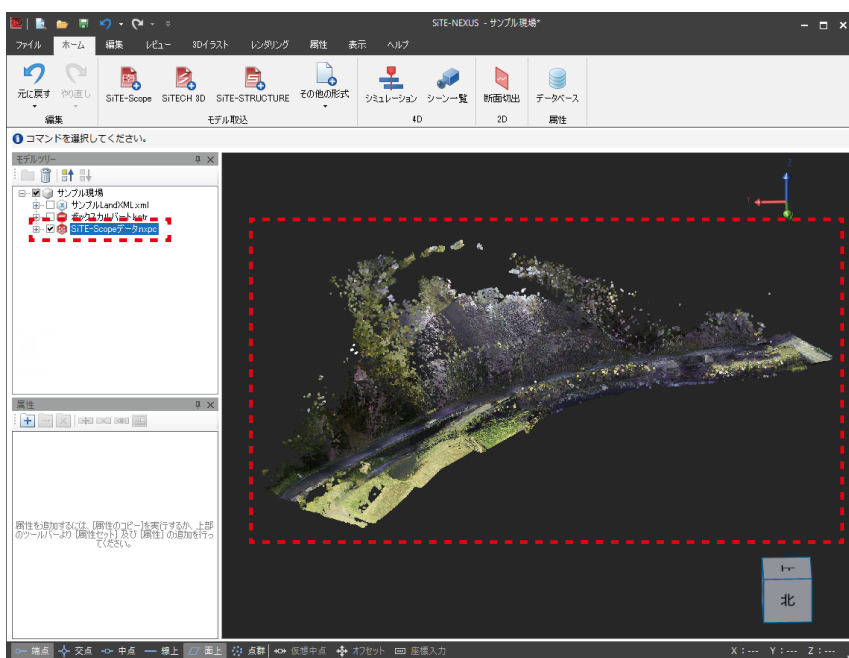 SiTE-NEXUS - サンプル現場*
ファイル ホーム 編集 レビュー 3Dイラスト レンダリング 属性 表示 ヘルプ
元に戻す やり直し SiTE-Scope SiTECH 3D SiTE-STRUCTURE その他の形式 シミュレーション シーン一覧 断面切出 データベース
編集 モデル取込 4D 2D 属性
コマンドを選択してください。
モデルツリー
サンプル現場
サンプルLandXML.xml
ボックスカルバート.kstr
SiTE-Scopeデータ.nxpc
Z
Y
属性
属性を追加するには、[属性のコピー]を実行するか、上部
のツールバーより [属性セット] 及び [属性] の追加を行っ
てください。
上
北
端点 交点 中点 線上 面上 点群 仮想中点 オフセット 座標入力 X : --- Y : --- Z : ---